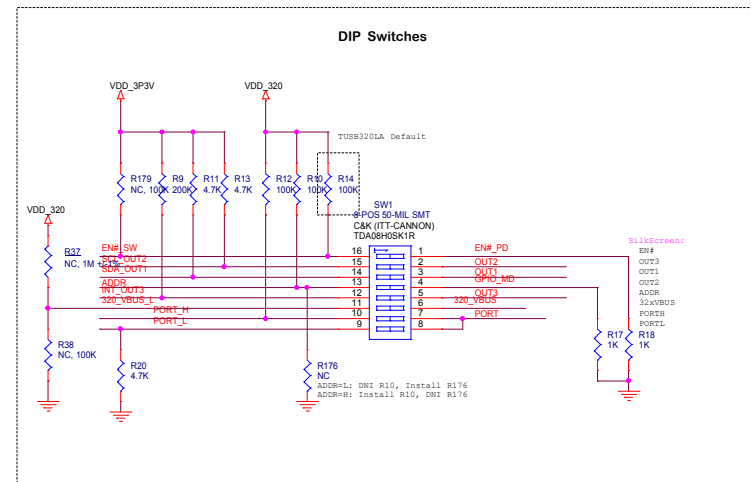 DIP Switches
VDD_3P3V
VDD_320
TUSB320LA Default
R179
NC, 100K
R9
200K
R11
4.7K
R13
4.7K
R12
100K
R10
100K
R14
100K
SW1
8-POS 50-MIL SMT
C&K (ITT-CANNON)
TDA08H0SK1R
VDD_320
R37
NC, 1M +/-1%
EN#_SW
SCL_OUT2
SDA_OUT1
ADDR
INT_OUT3
320_VBUS_L
PORT_H
PORT_L
16
15
14
13
12
11
10
9
1
2
3
4
5
6
7
8
EN#_PD
OUT2
OUT1
GPIO_MD
OUT3
320_VBUS
PORT
SilkScreen:
EN#
OUT3
OUT1
OUT2
ADDR
32xVBUS
PORTH
PORTL
R38
NC, 100K
R20
4.7K
R176
NC
R17
1K
R18
1K
ADDR=L: DNI R10, Install R176
ADDR=H: Install R10, DNI R176